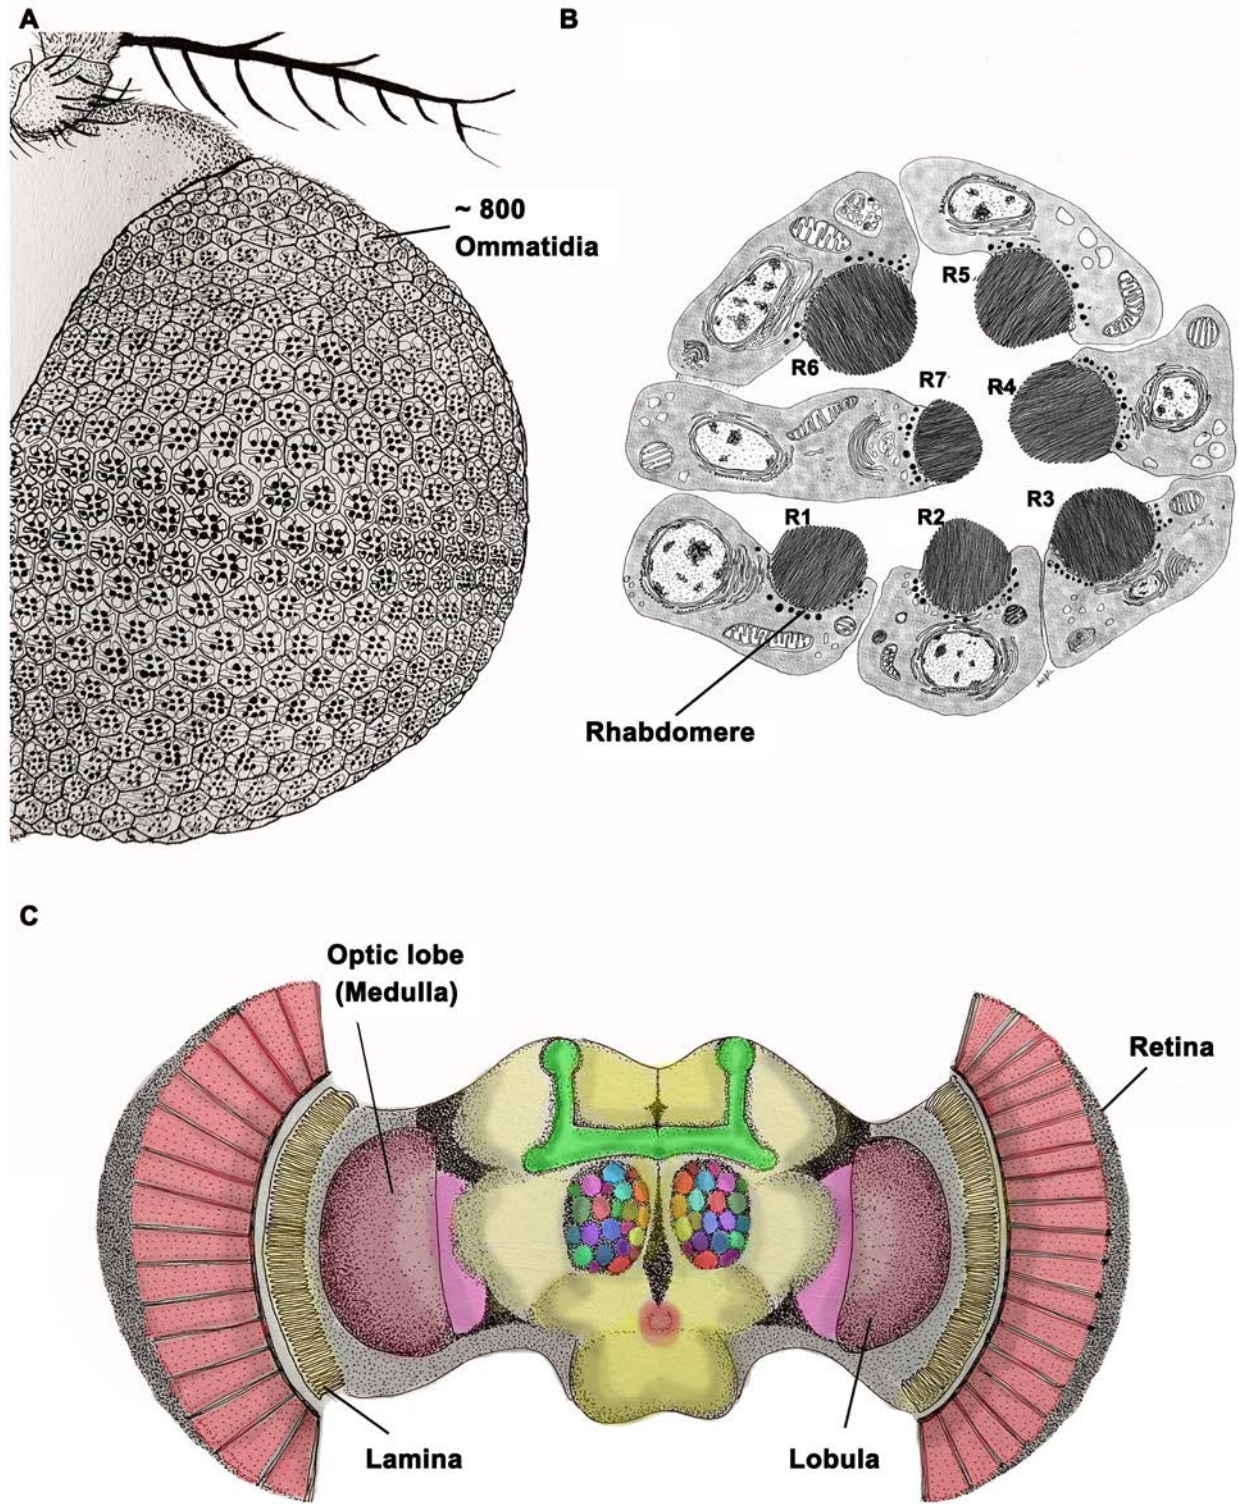 A
B
~ 800
Ommatidia
R5
R6
R7
R4
R3
R1
R2
Rhabdomere
C
Optic lobe
(Medulla)
Retina
Lamina
Lobula